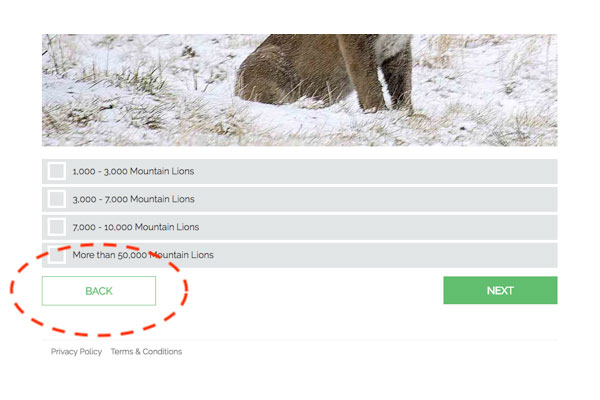 1,000 - 3,000 Mountain Lions
3,000 - 7,000 Mountain Lions
7,000 - 10,000 Mountain Lions
More than 50,000 Mountain Lions
BACK NEXT
Privacy Policy Terms & Conditions